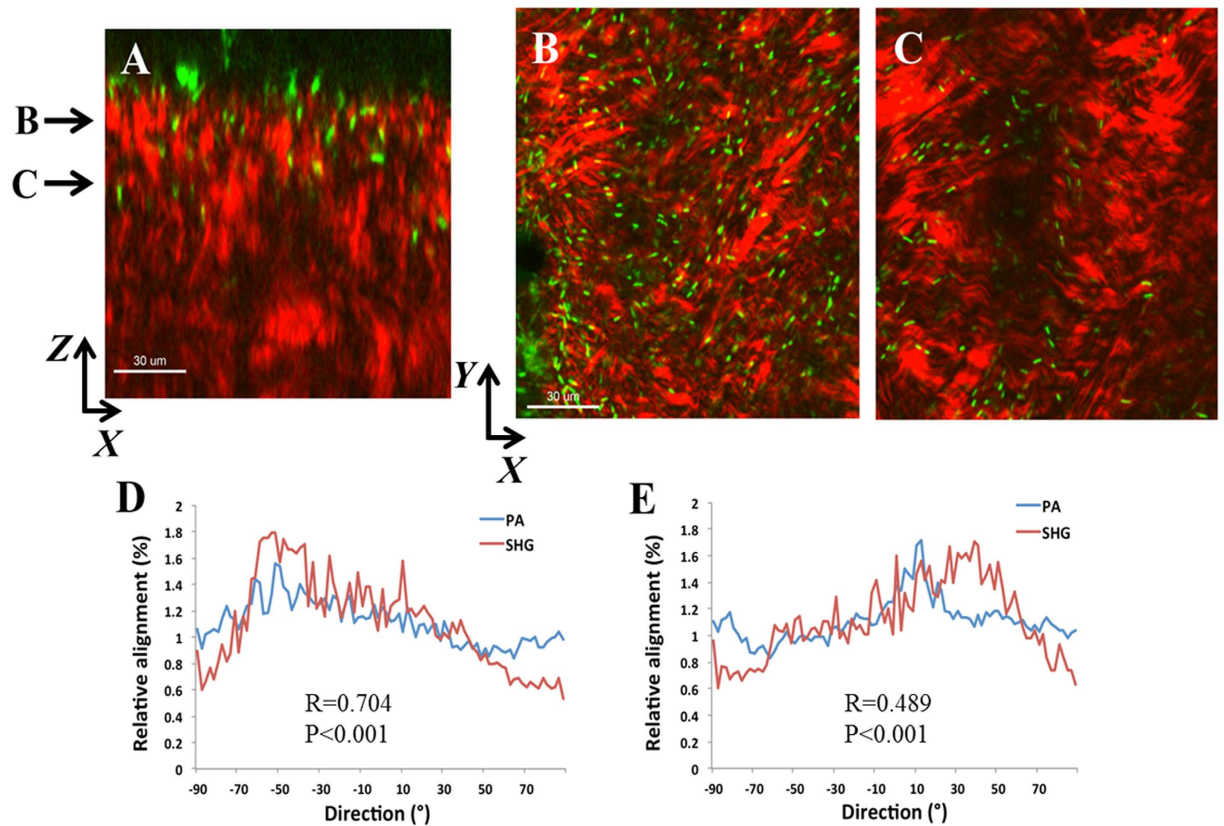 A
B
C
30 um
Z
X
B
30 um
Y
X
C
D
2
1.8
1.6
1.4
1.2
1
0.8
0.6
0.4
0.2
0
Relative alignment (%)
PA
SHG
R=0.704
P<0.001
-90 -70 -50 -30 -10 10 30 50 70
Direction (°)
E
2
1.8
1.6
1.4
1.2
1
0.8
0.6
0.4
0.2
0
Relative alignment (%)
PA
SHG
R=0.489
P<0.001
-90 -70 -50 -30 -10 10 30 50 70
Direction (°)